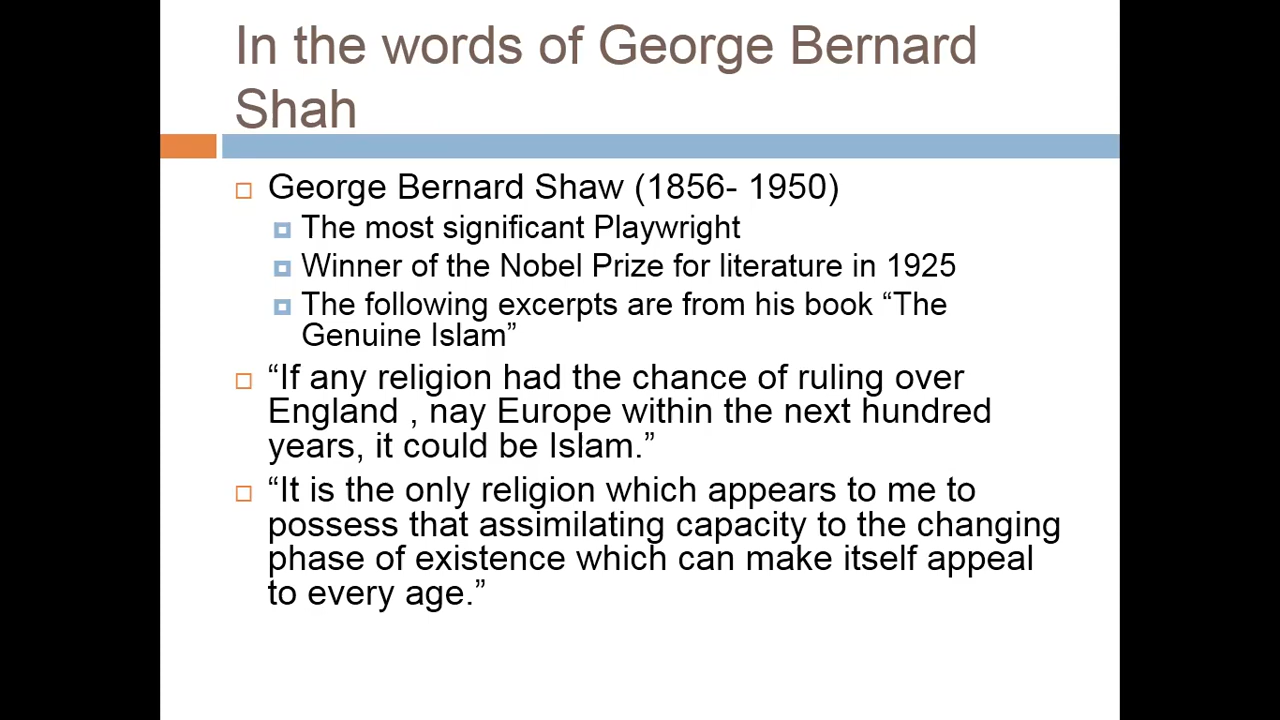 In the words of George Bernard
Shah
George Bernard Shaw (1856- 1950)
The most significant Playwright
Winner of the Nobel Prize for literature in 1925
The following excerpts are from his book “The
Genuine Islam”
“If any religion had the chance of ruling over
England , nay Europe within the next hundred
years, it could be Islam.”
“It is the only religion which appears to me to
possess that assimilating capacity to the changing
phase of existence which can make itself appeal
to every age.”